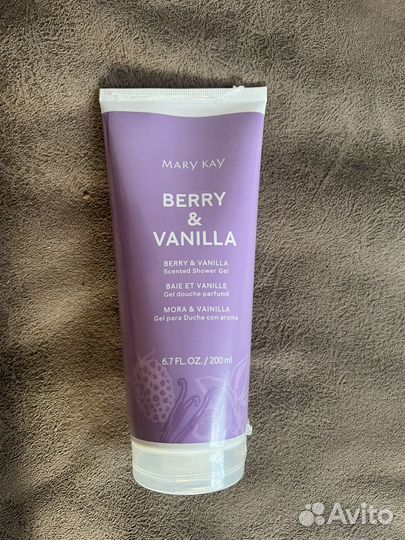 MARY KAY
BERRY
&
VANILLA
BERRY & VANILLA
Scented Shower Gel
BAIE ET VANILLE
Gel douche parfumé
MORA & VAINILLA
Gel para Ducha con aroma
6.7 FL. OZ. / 200 ml
Avito